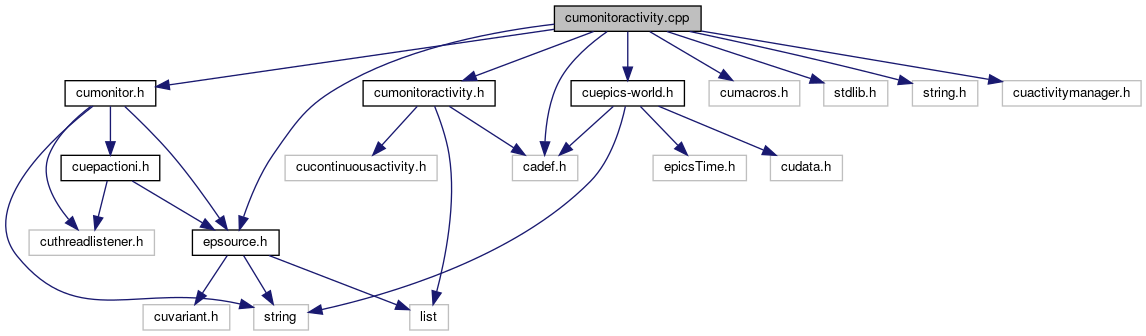 cumonitoractivity.cpp
cumonitor.h
cumonitoractivity.h
cuepics-world.h
cumacros.h
stdlib.h
string.h
cuactivitymanager.h
cuepactioni.h
cucontinuousactivity.h
cadef.h
epicsTime.h
cudata.h
cuthreadlistener.h
epsource.h
cuvariant.h
string
list